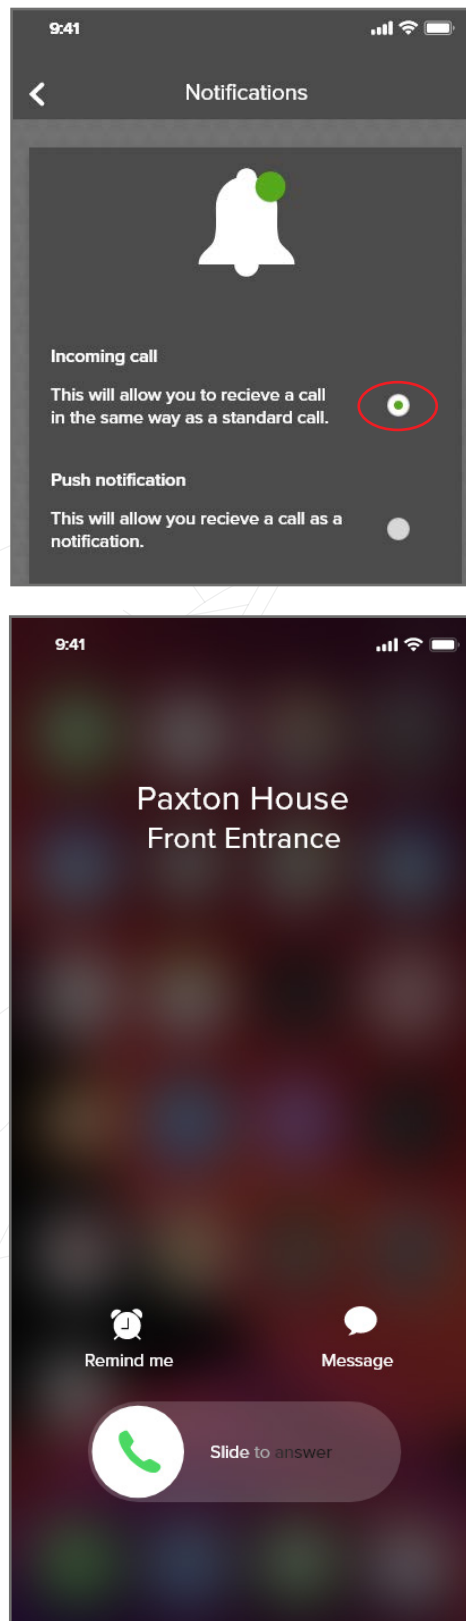 9:41
Notifications
Incoming call
This will allow you to recieve a call
in the same way as a standard call.
Push notification
This will allow you recieve a call as a
notification.
9:41
Paxton House
Front Entrance
Remind me
Message
Slide to answer